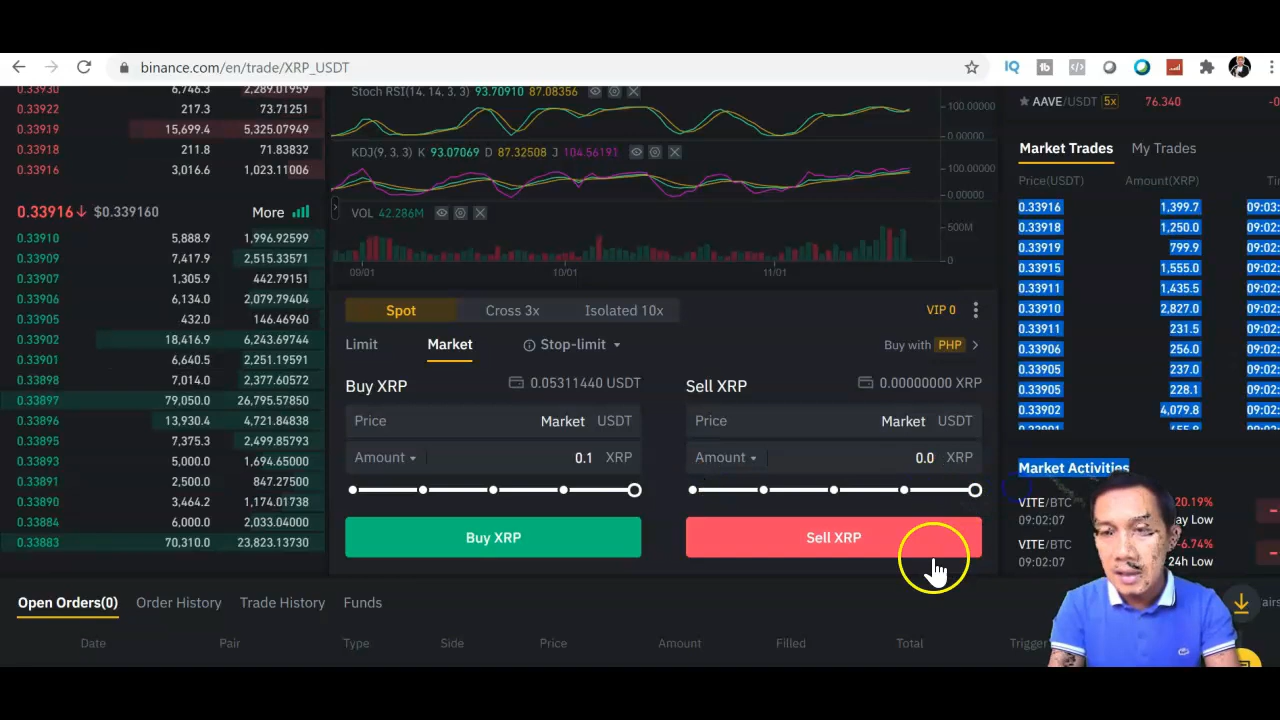 binance.com/en/trade/XRP_USDT
0.33930 6,746.3 2,289.01959
0.33922 217.3 73.71251
0.33919 15,699.4 5,325.07949
0.33918 211.8 71.83832
0.33916 3,016.6 1,023.11006
0.33916↓ $0.339160 More
0.33910 5,888.9 1,996.92599
0.33909 7,417.9 2,515.33571
0.33907 1,305.9 442.79151
0.33906 6,134.0 2,079.79404
0.33905 432.0 146.46960
0.33902 18,416.9 6,243.69744
0.33901 6,640.5 2,251.19591
0.33898 7,014.0 2,377.60572
0.33897 79,050.0 26,795.57850
0.33896 13,930.4 4,721.84838
0.33895 7,375.3 2,499.85793
0.33893 5,000.0 1,694.65000
0.33891 2,500.0 847.27500
0.33890 3,464.2 1,174.01738
0.33884 6,000.0 2,033.04000
0.33883 70,310.0 23,823.13730
Stoch RSI(14, 14, 3, 3) 93.70910 87.08356
100.00000
0.00000
KDJ(9, 3, 3) K 93.07069 D 87.32508 J 104.56191
100.00000
0.00000
VOL 42.286M
500M
0
09/01 10/01 11/01
Spot Cross 3x Isolated 10x VIP 0
Limit Market Stop-limit Buy with PHP
Buy XRP 0.05311440 USDT
Price Market USDT
Amount 0.1 XRP
Buy XRP
Sell XRP 0.00000000 XRP
Price Market USDT
Amount 0.0 XRP
Sell XRP
AAVE/USDT 5x 76.340 -0
Market Trades My Trades
Price(USDT) Amount(XRP) Ti
0.33916 1,399.7 09:03:
0.33918 1,250.0 09:02:
0.33919 799.9 09:02:
0.33915 1,555.0 09:02:
0.33911 1,435.5 09:02:
0.33910 2,827.0 09:02:
0.33911 231.5 09:02:
0.33906 256.0 09:02:
0.33905 237.0 09:02:
0.33905 228.1 09:02:
0.33902 4,079.8 09:02:
Market Activities
VITE/BTC 20.19%
09:02:07 ay Low
VITE/BTC -6.74%
09:02:07 24h Low
Open Orders(0) Order History Trade History Funds
Date Pair Type Side Price Amount Filled Total Trigger
airs